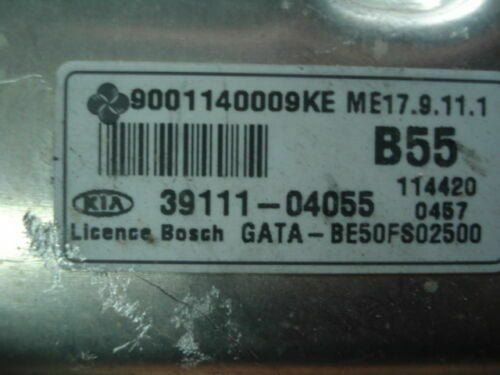 9001140009KE ME17.9.11.1
B55
114420
KIA 39111-04055 0457
Licence Bosch GATA-BE50FS02500